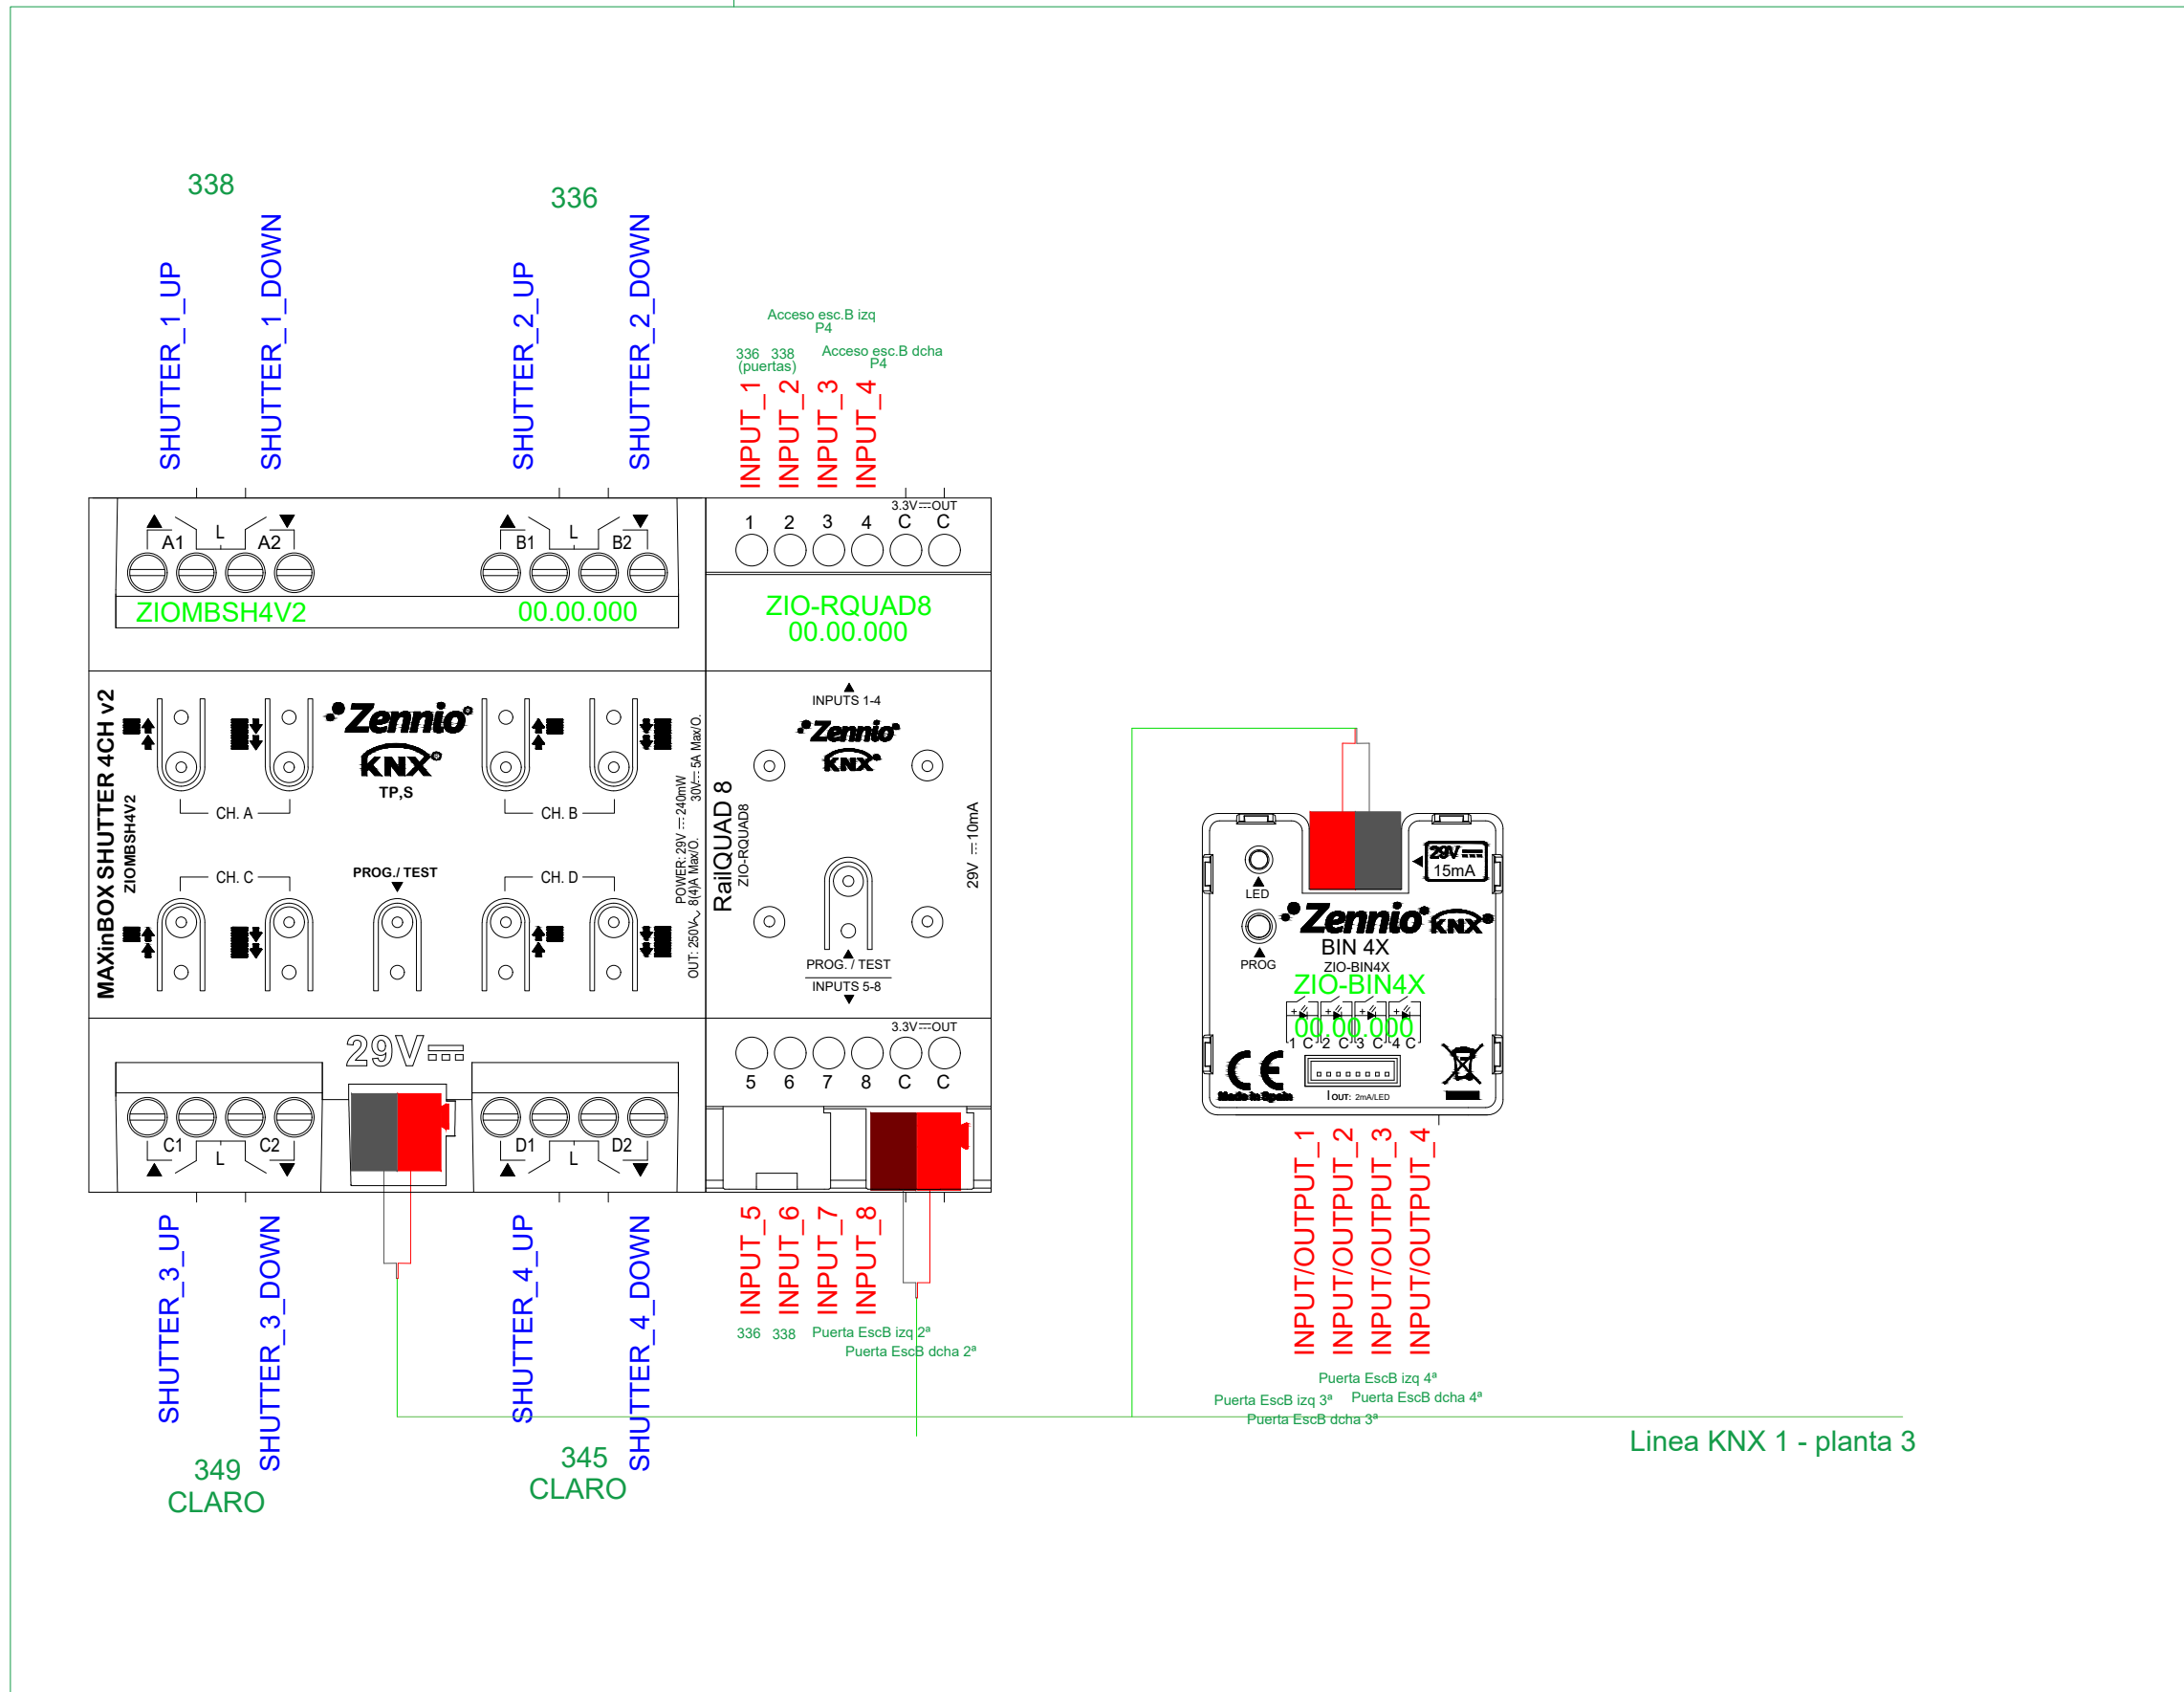 338
336
SHUTTER_1_UP
SHUTTER_1_DOWN
SHUTTER_2_UP
SHUTTER_2_DOWN
Acceso esc.B izq
P4
336 338
(puertas)
Acceso esc.B dcha
P4
INPUT_1
INPUT_2
INPUT_3
INPUT_4
A1 L A2
B1 L B2
3.3V OUT
1 2 3 4 C C
ZIOMBSH4V2 00.00.000
ZIO-RQUAD8
00.00.000
MAXinBOX SHUTTER 4CH v2
ZIOMBSH4V2
Zennio
KNX
TP,S
CH. A
CH. B
CH. C
PROG./ TEST
CH. D
POWER: 29V 240mW
OUT: 250V 8(4)A Max/O. 30V 5A Max/O.
RailQUAD 8
ZIO-RQUAD8
INPUTS 1-4
Zennio
KNX
29V 10mA
PROG. / TEST
INPUTS 5-8
29V
3.3V OUT
5 6 7 8 C C
C1 L C2
D1 L D2
SHUTTER_3_UP
SHUTTER_3_DOWN
SHUTTER_4_UP
SHUTTER_4_DOWN
INPUT_5
INPUT_6
INPUT_7
INPUT_8
336 338 Puerta EscB izq 2ª
Puerta EscB dcha 2ª
349
CLARO
345
CLARO
29V
15mA
LED
PROG
Zennio KNX
BIN 4X
ZIO-BIN4X
ZIO-BIN4X
00.00.000
1 C 2 C 3 C 4 C
CE
Made in Spain
IOUT: 2mA/LED
INPUT/OUTPUT_1
INPUT/OUTPUT_2
INPUT/OUTPUT_3
INPUT/OUTPUT_4
Puerta EscB izq 4ª
Puerta EscB izq 3ª Puerta EscB dcha 4ª
Puerta EscB dcha 3ª
Linea KNX 1 - planta 3